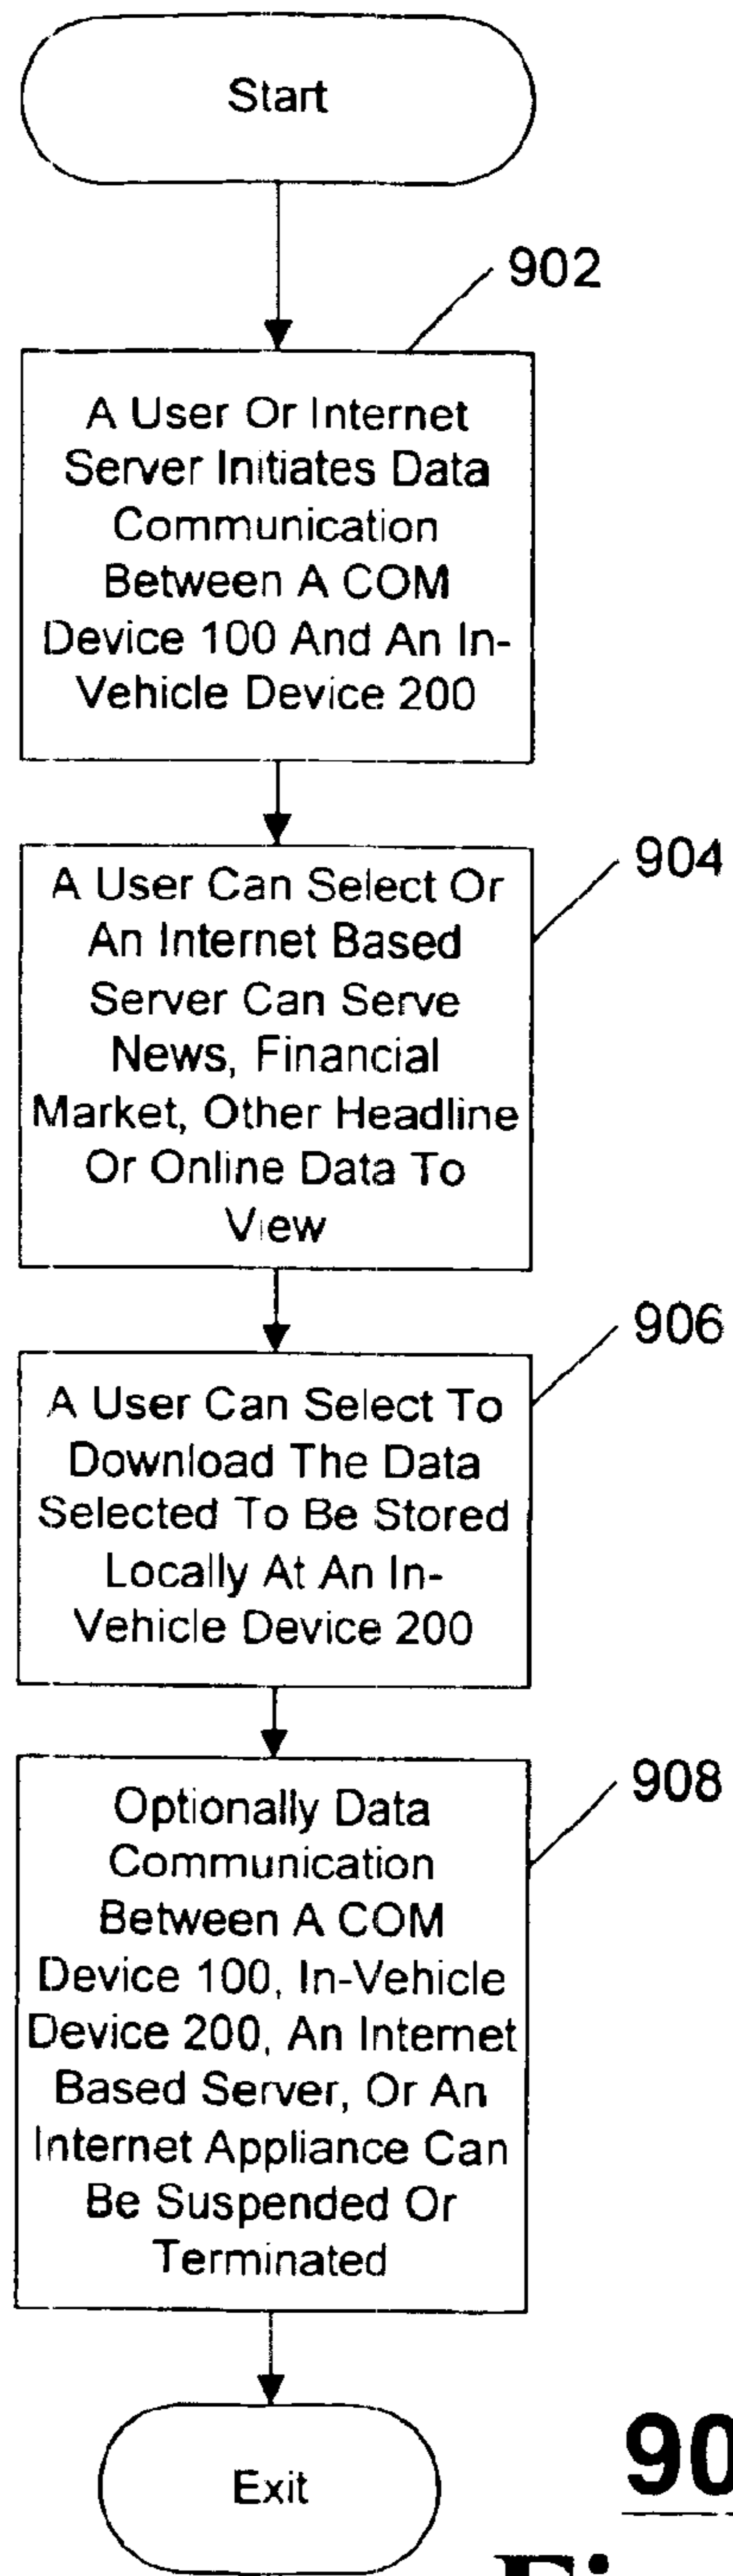 Start
902
A User Or Internet
Server Initiates Data
Communication
Between A COM
Device 100 And An In-
Vehicle Device 200
904
A User Can Select Or
An Internet Based
Server Can Serve
News, Financial
Market, Other Headline
Or Online Data To
View
906
A User Can Select To
Download The Data
Selected To Be Stored
Locally At An In-
Vehicle Device 200
908
Optionally Data
Communication
Between A COM
Device 100, In-Vehicle
Device 200, An Internet
Based Server, Or An
Internet Appliance Can
Be Suspended Or
Terminated
Exit
90